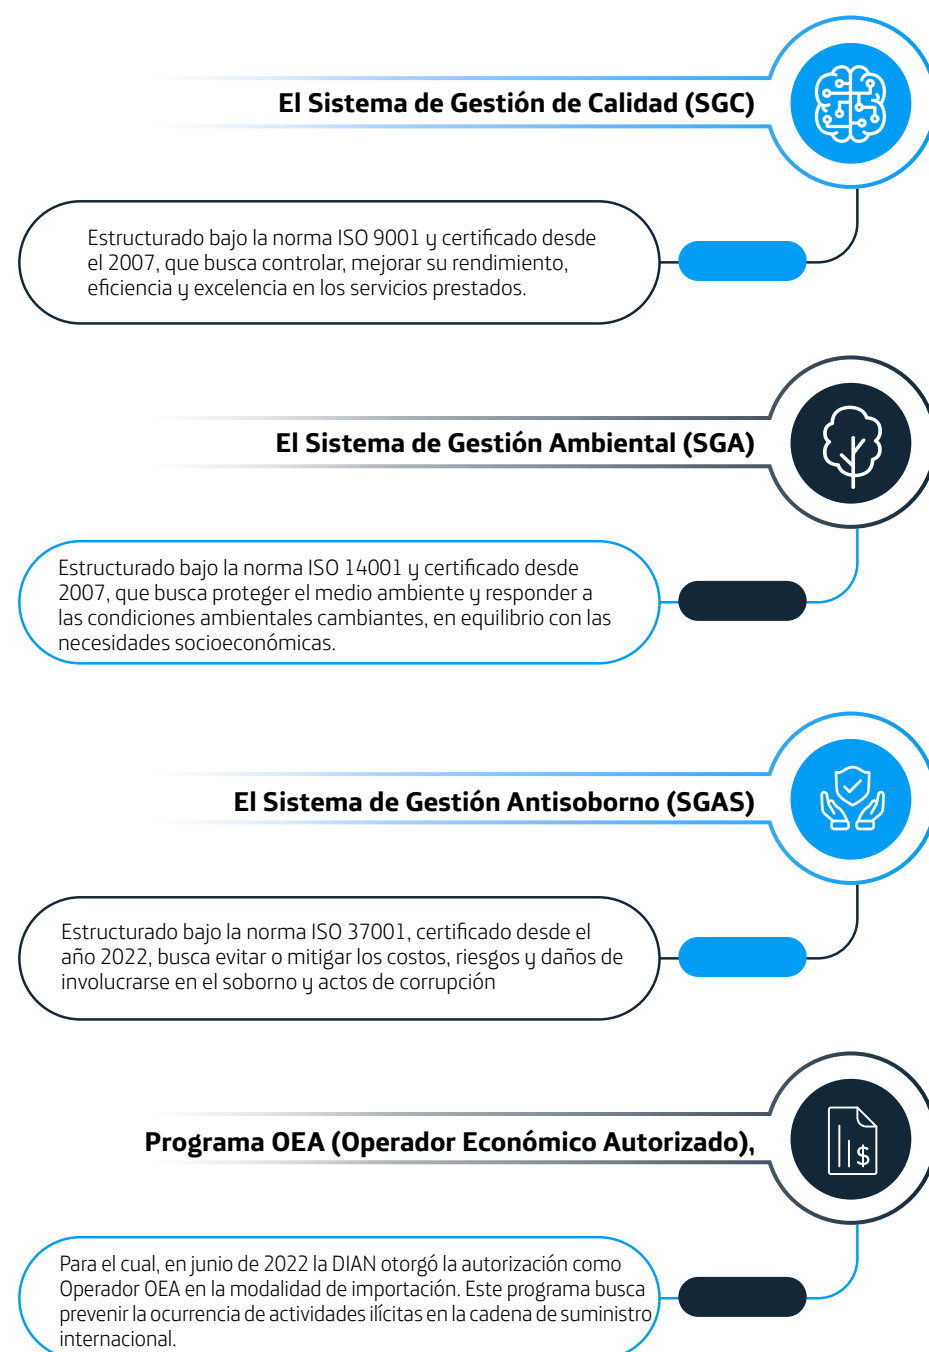 El Sistema de Gestión de Calidad (SGC)
Estructurado bajo la norma ISO 9001 y certificado desde
el 2007, que busca controlar, mejorar su rendimiento,
eficiencia y excelencia en los servicios prestados.
El Sistema de Gestión Ambiental (SGA)
Estructurado bajo la norma ISO 14001 y certificado desde
2007, que busca proteger el medio ambiente y responder a
las condiciones ambientales cambiantes, en equilibrio con las
necesidades socioeconómicas.
El Sistema de Gestión Antisoborno (SGAS)
Estructurado bajo la norma ISO 37001, certificado desde el
año 2022, busca evitar o mitigar los costos, riesgos y daños de
involucrarse en el soborno y actos de corrupción
Programa OEA (Operador Económico Autorizado),
$
Para el cual, en junio de 2022 la DIAN otorgó la autorización como
Operador OEA en la modalidad de importación. Este programa busca
prevenir la ocurrencia de actividades ilícitas en la cadena de suministro
internacional.